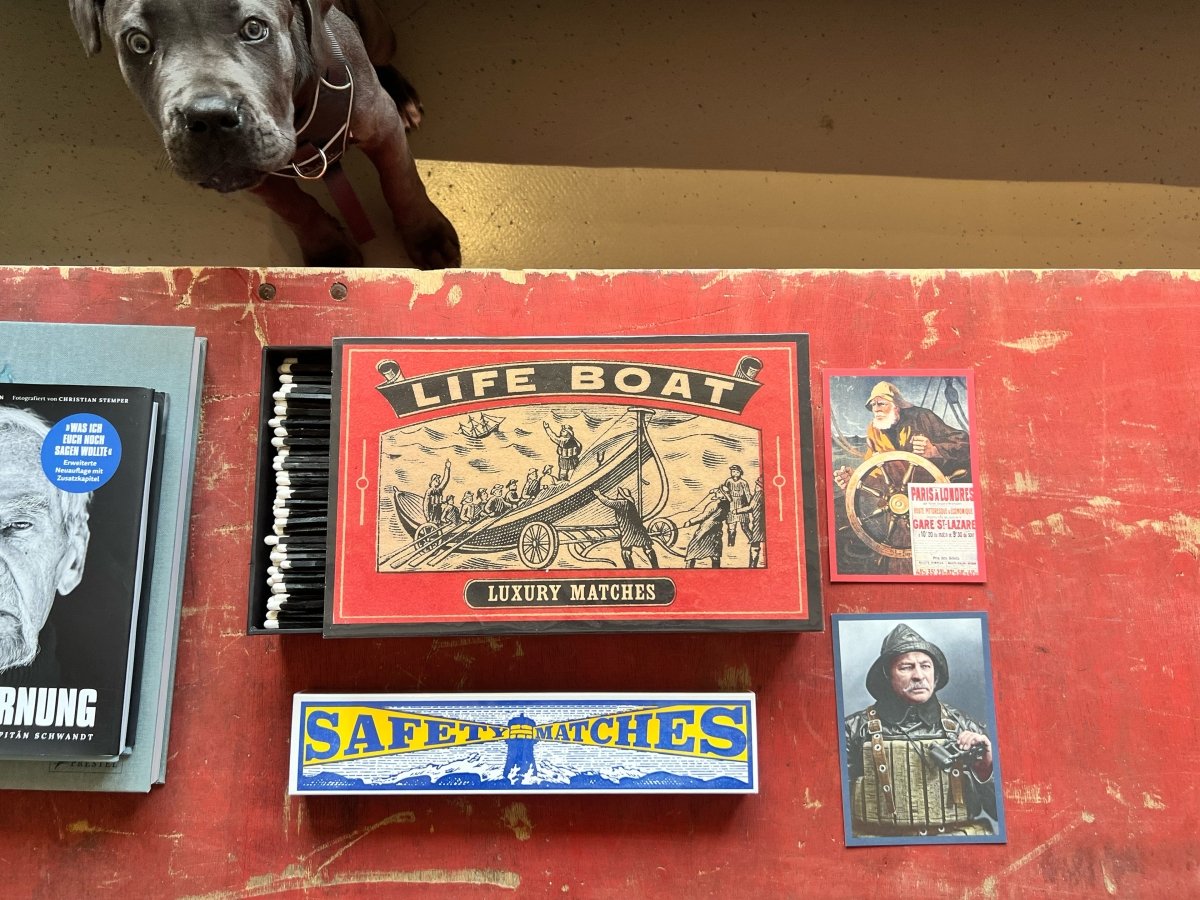 Fotografiert von CHRISTIAN STEMPER
»WAS ICH
EUCH NOCH
SAGEN WOLLTE«
Erweiterte
Neuauflage mit
Zusatzkapitel
RNUNG
PITÄN SCHWANDT
PRESTEL
LIFE BOAT
LUXURY MATCHES
SAFETY MATCHES
PARIS à LONDRES
GARE ST-LAZARE